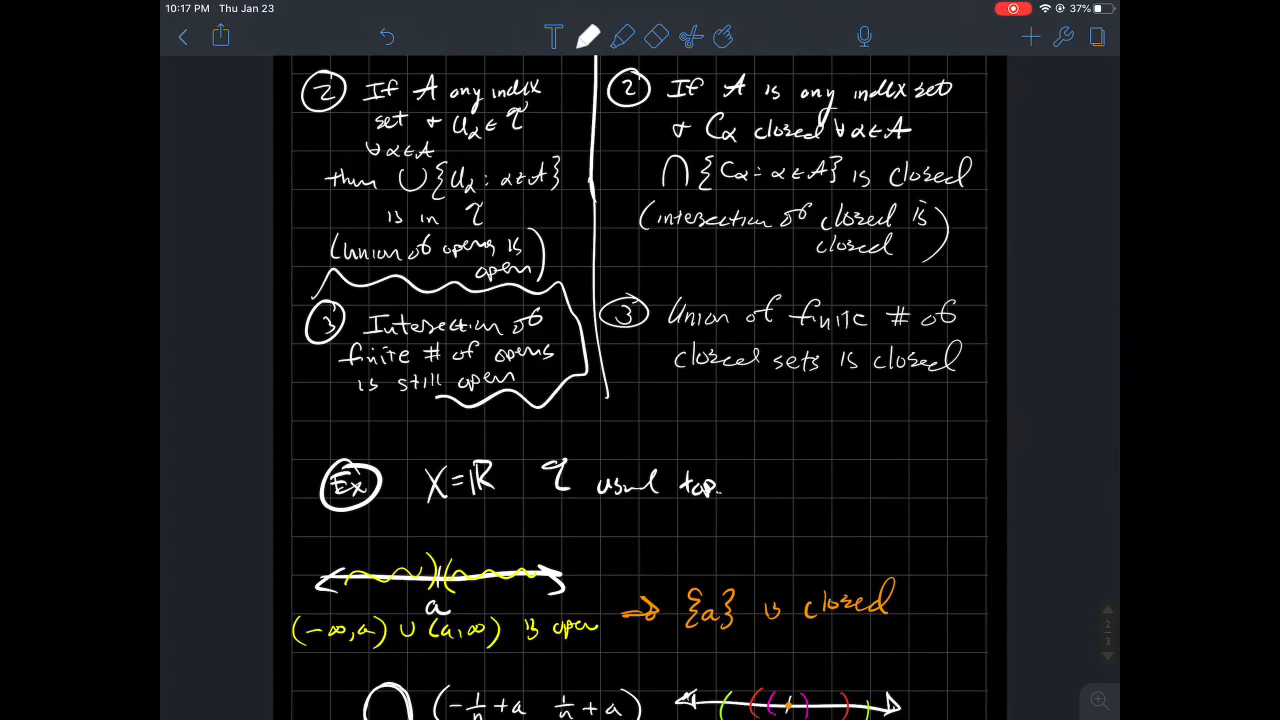 10:17 PM Thu Jan 23
37%
T
② If A any index
set + Uα ∈ τ
∀α∈A
then ∪{Uα : α∈A}
is in τ
(Union of opens is
open)
③ Intersection of
finite # of opens
is still open
② If A is any index set
+ Cα closed ∀α∈A
∩{Cα : α∈A} is closed
(intersection of closed is
closed)
③ Union of finite # of
closed sets is closed
Ex X=ℝ τ usual top.
a
(-∞,a) ∪ (a,∞) is open
⇒ {a} is closed
(-1/n + a 1/n + a)
2/3